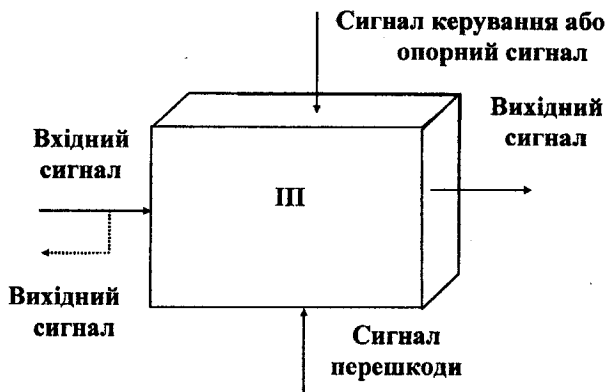 Сигнал керування або
опорний сигнал
Вихідний
сигнал
Вхідний
сигнал
ІП
Вихідний
сигнал
Сигнал
перешкоди